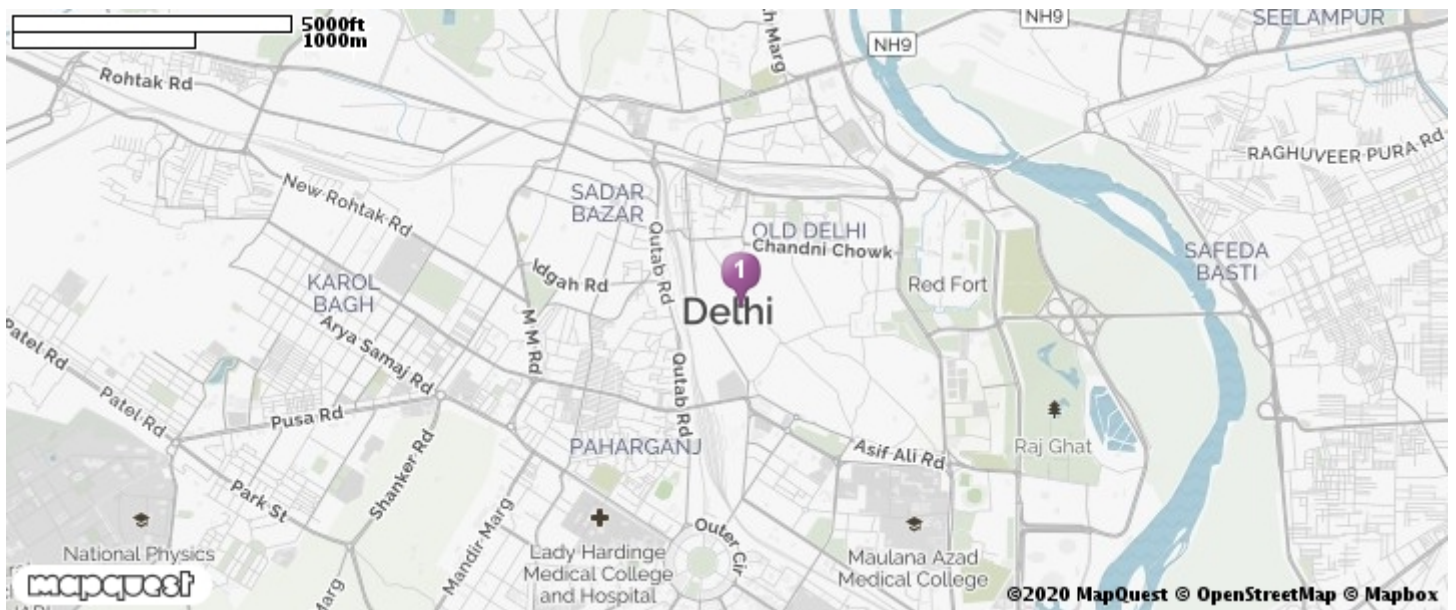 5000ft
1000m
NH9
SEELAMPUR
NH9
Rohtak Rd
RAGHUVEER PURA Rd
New Rohtak Rd
SADAR
BAZAR
Qutab Rd
OLD DELHI
Chandni Chowk
SAFEDA
BASTI
KAROL
BAGH
Idgah Rd
1
Delhi
Red Fort
Patel Rd
Arya Samaj Rd
M M Rd
Qutab Rd
Patel Rd
Pusa Rd
PAHARGANJ
Asif Ali Rd
Raj Ghat
Shanker Rd
Park St
Mandir Marg
Outer Cir
National Physics
Lady Hardinge
Medical College
and Hospital
Maulana Azad
Medical College
Marg
Marg
mapquest
©2020 MapQuest © OpenStreetMap © Mapbox